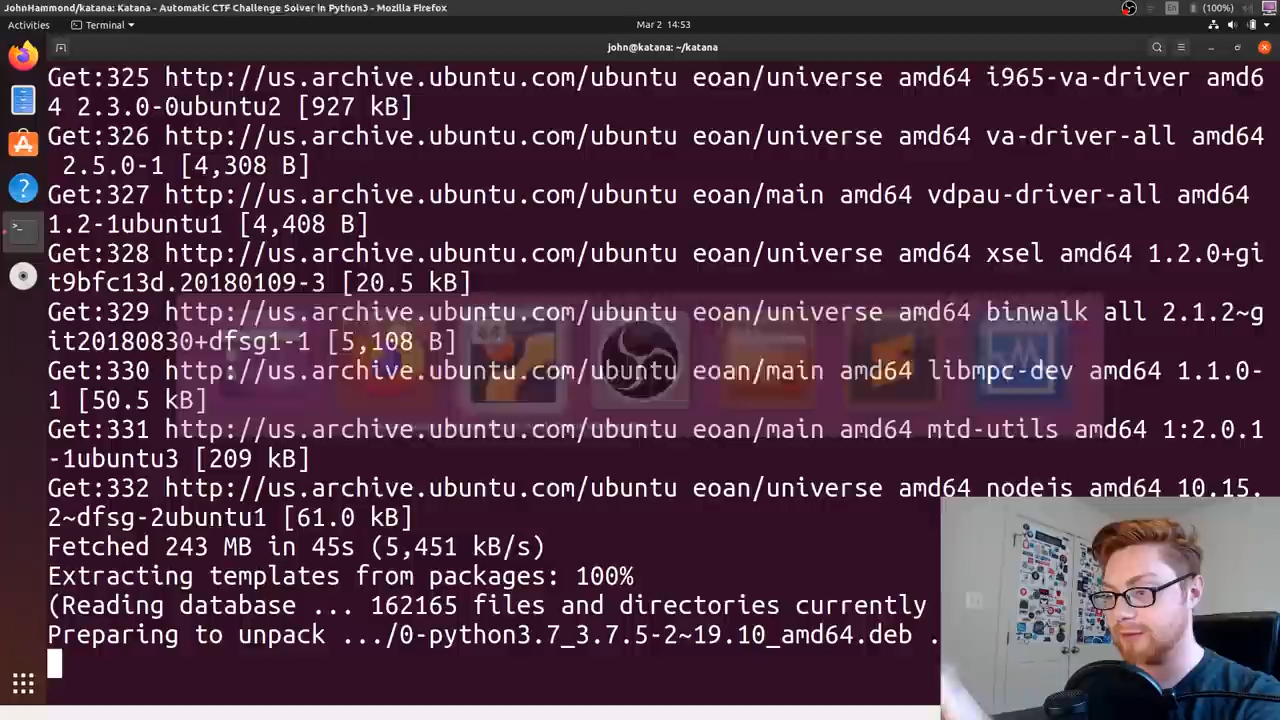 JohnHammond/katana: Katana - Automatic CTF Challenge Solver in Python3 - Mozilla Firefox
(100%)
Activities
Terminal
Mar 2 14:53
en
john@katana: ~/katana
Get:325 http://us.archive.ubuntu.com/ubuntu eoan/universe amd64 i965-va-driver amd6
4 2.3.0-0ubuntu2 [927 kB]
Get:326 http://us.archive.ubuntu.com/ubuntu eoan/universe amd64 va-driver-all amd64
2.5.0-1 [4,308 B]
Get:327 http://us.archive.ubuntu.com/ubuntu eoan/main amd64 vdpau-driver-all amd64
1.2-1ubuntu1 [4,408 B]
Get:328 http://us.archive.ubuntu.com/ubuntu eoan/universe amd64 xsel amd64 1.2.0+gi
t9bfc13d.20180109-3 [20.5 kB]
Get:329 http://us.archive.ubuntu.com/ubuntu eoan/universe amd64 binwalk all 2.1.2~g
it20180830+dfsg1-1 [5,108 B]
Get:330 http://us.archive.ubuntu.com/ubuntu eoan/main amd64 libmpc-dev amd64 1.1.0-
1 [50.5 kB]
Get:331 http://us.archive.ubuntu.com/ubuntu eoan/main amd64 mtd-utils amd64 1:2.0.1
-1ubuntu3 [209 kB]
Get:332 http://us.archive.ubuntu.com/ubuntu eoan/universe amd64 nodejs amd64 10.15.
2~dfsg-2ubuntu1 [61.0 kB]
Fetched 243 MB in 45s (5,451 kB/s)
Extracting templates from packages: 100%
(Reading database ... 162165 files and directories currently
Preparing to unpack .../0-python3.7_3.7.5-2~19.10_amd64.deb .